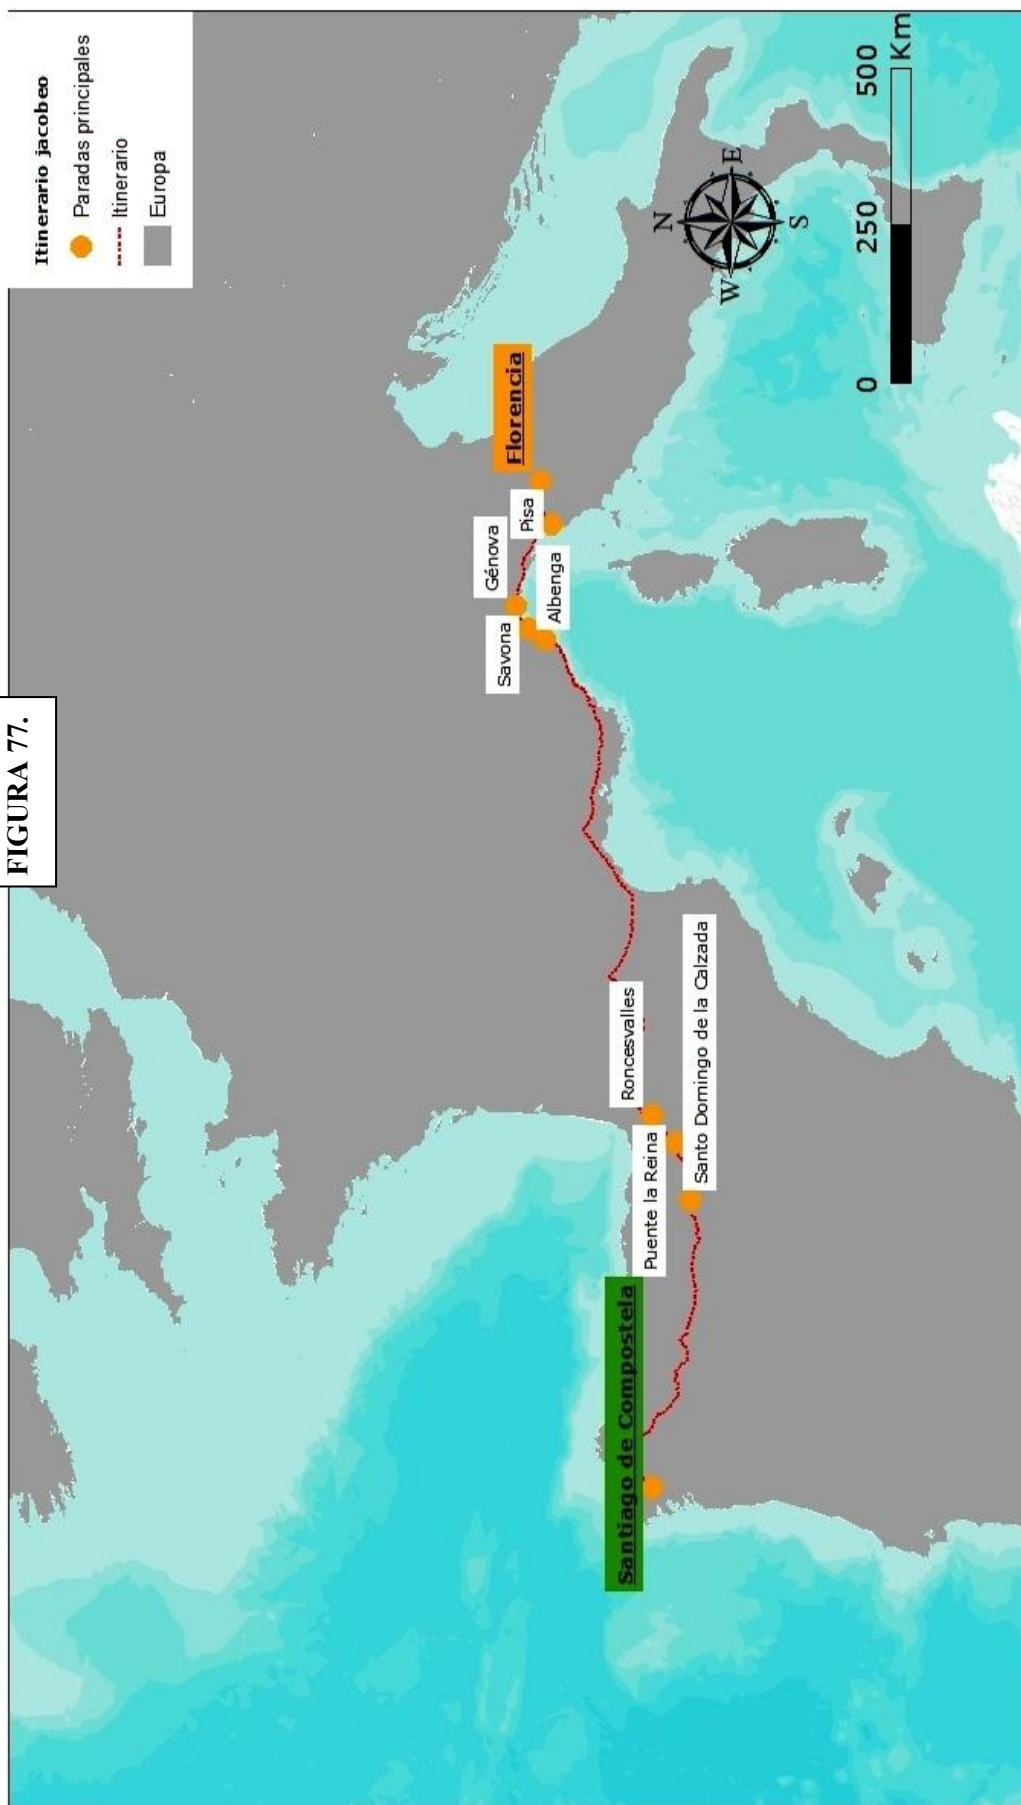 FIGURA 77.
Itinerario jacobeo
Paradas principales
Itinerario
Europa
Florencia
Pisa
Génova
Albenga
Savona
Roncesvalles
Puente la Reina
Santo Domingo de la Calzada
Santiago de Compostela
N
E
S
W
0 250 500
Km